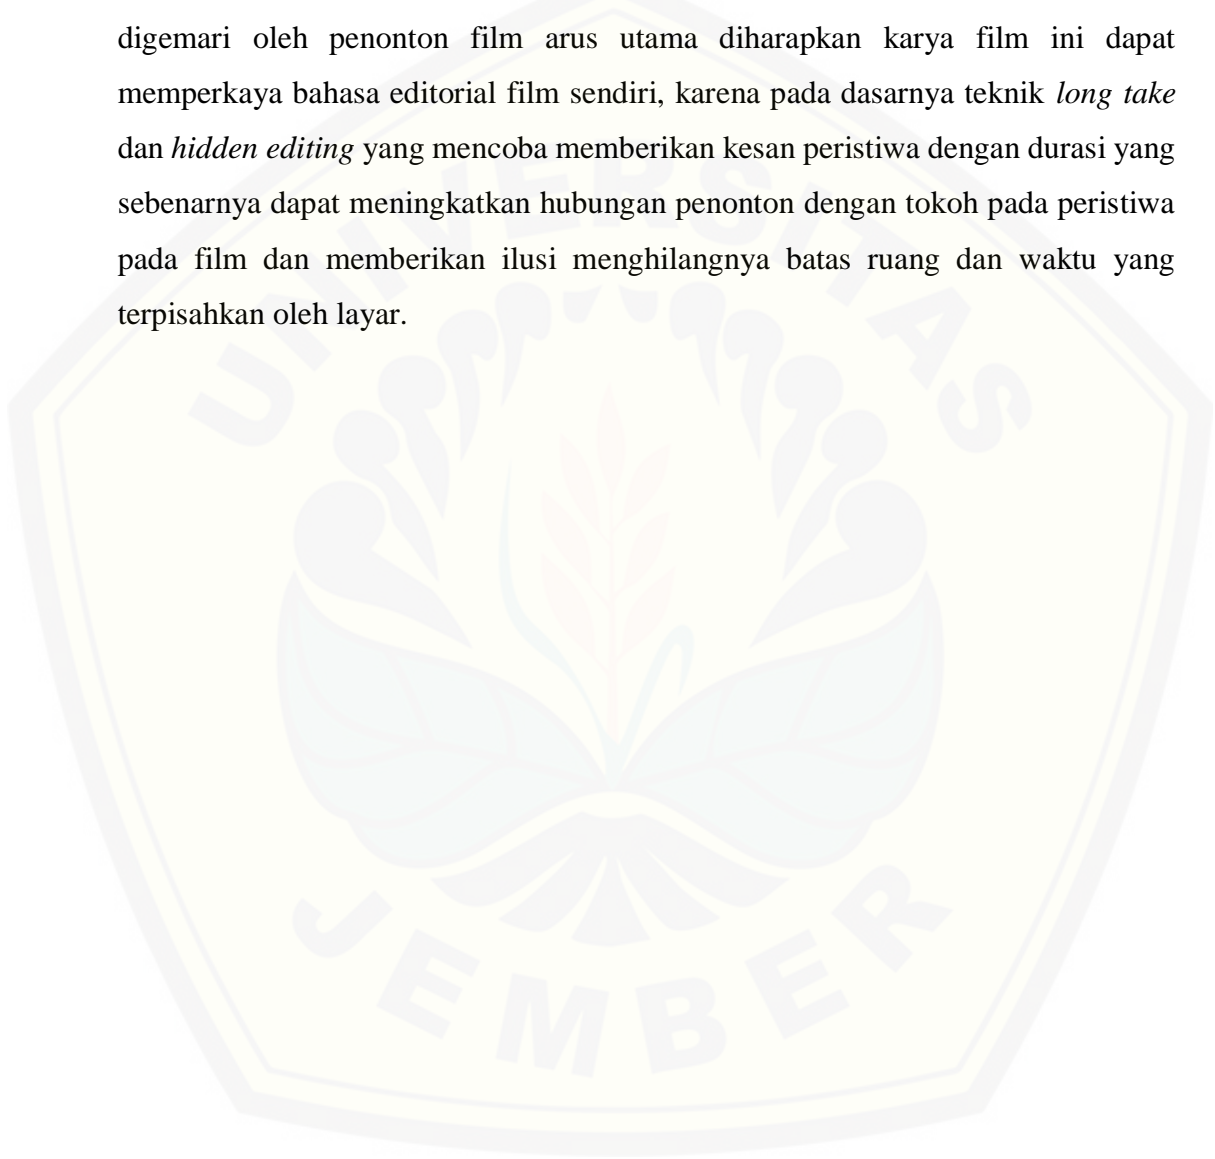 digemari oleh penonton film arus utama diharapkan karya film ini dapat
memperkaya bahasa editorial film sendiri, karena pada dasarnya teknik long take
dan hidden editing yang mencoba memberikan kesan peristiwa dengan durasi yang
sebenarnya dapat meningkatkan hubungan penonton dengan tokoh pada peristiwa
pada film dan memberikan ilusi menghilangnya batas ruang dan waktu yang
terpisahkan oleh layar.
UNIVERSITAS
JEMBER